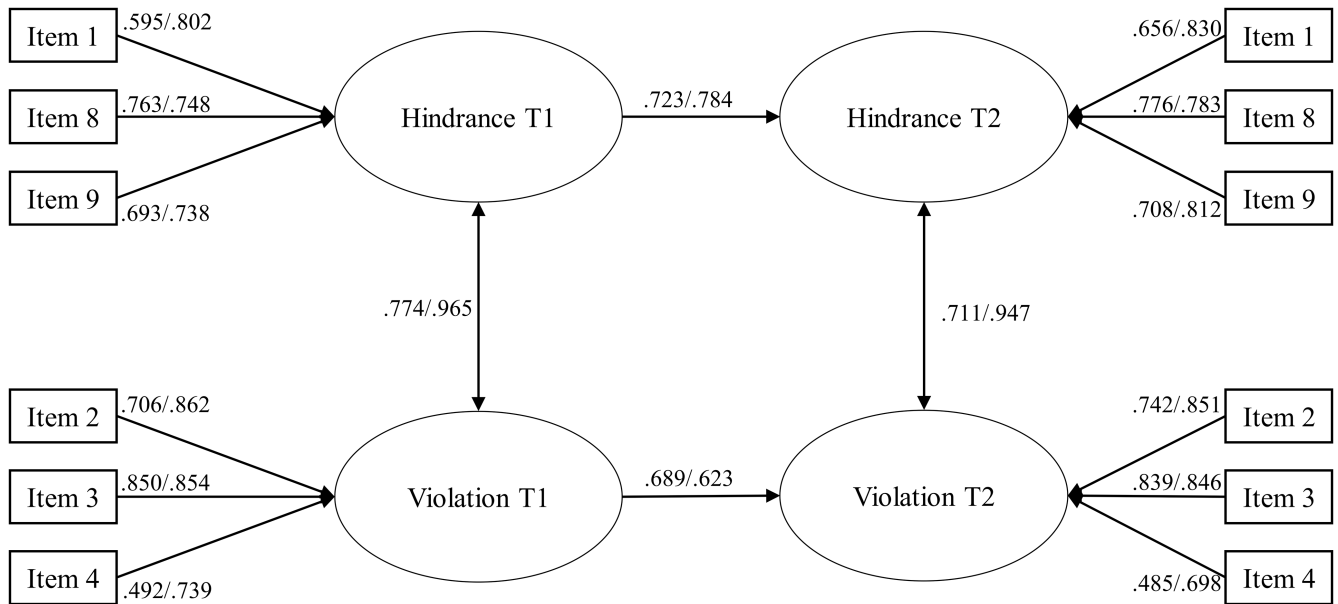 Item 1
.595/.802
Item 8
.763/.748
Item 9
.693/.738
Hindrance T1
.723/.784
Hindrance T2
.656/.830
Item 1
.776/.783
Item 8
.708/.812
Item 9
.774/.965
.711/.947
Item 2
.706/.862
Item 3
.850/.854
Item 4
.492/.739
Violation T1
.689/.623
Violation T2
.742/.851
Item 2
.839/.846
Item 3
.485/.698
Item 4